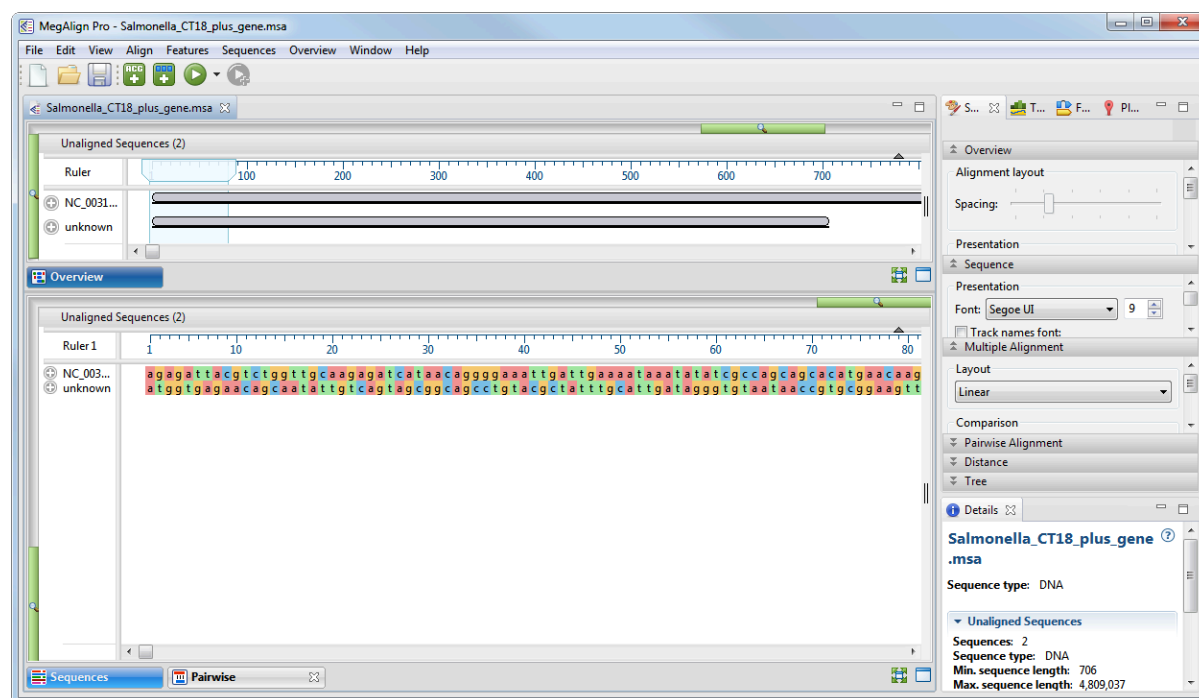 MegAlign Pro - Salmonella_CT18_plus_gene.msa
File Edit View Align Features Sequences Overview Window Help
Salmonella_CT18_plus_gene.msa
Unaligned Sequences (2)
Ruler 100 200 300 400 500 600 700
NC_0031...
unknown
Overview
Unaligned Sequences (2)
Ruler 1 1 10 20 30 40 50 60 70 80
NC_003... agagattacgtctggttgcaagagatcataacaggggaaattgattgaaaataaatatatcgccagcagcacatgaacaag
unknown atggtgagaacagcaatattgtcagtagcggcagcctgtacgctatttgcattgatagggtgtaataaccgtgcggaagtt
Sequences Pairwise
S... T... F... Pl...
Overview
Alignment layout
Spacing:
Presentation
Sequence
Presentation
Font: Segoe UI 9
Track names font:
Multiple Alignment
Layout
Linear
Comparison
Pairwise Alignment
Distance
Tree
Details
Salmonella_CT18_plus_gene
.msa
Sequence type: DNA
Unaligned Sequences
Sequences: 2
Sequence type: DNA
Min. sequence length: 706
Max. sequence length: 4,809,037